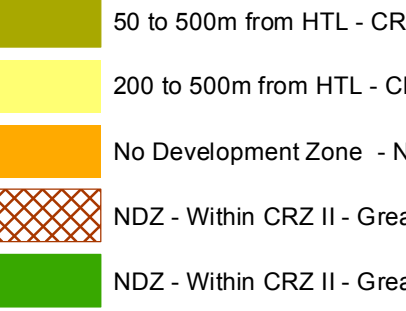 50 to 500m from HTL - CR
200 to 500m from HTL - C
No Development Zone - N
NDZ - Within CRZ II - Grea
NDZ - Within CRZ II - Grea